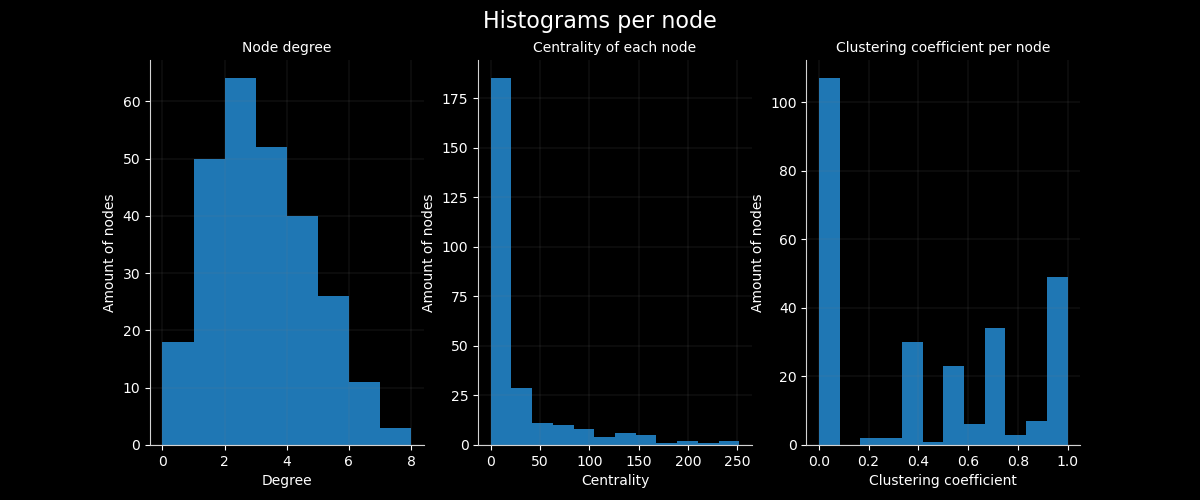 Histograms per node
Node degree
Amount of nodes
60
50
40
30
20
10
0
0 2 4 6 8
Degree
Centrality of each node
Amount of nodes
175
150
125
100
75
50
25
0
0 50 100 150 200 250
Centrality
Clustering coefficient per node
Amount of nodes
100
80
60
40
20
0
0.0 0.2 0.4 0.6 0.8 1.0
Clustering coefficient